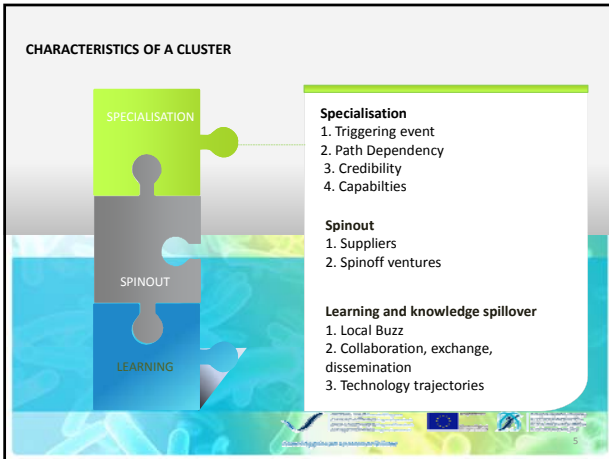 CHARACTERISTICS OF A CLUSTER
SPECIALISATION
SPINOUT
LEARNING
Specialisation
1. Triggering event
2. Path Dependency
3. Credibility
4. Capabilties
Spinout
1. Suppliers
2. Spinoff ventures
Learning and knowledge spillover
1. Local Buzz
2. Collaboration, exchange,
dissemination
3. Technology trajectories
5